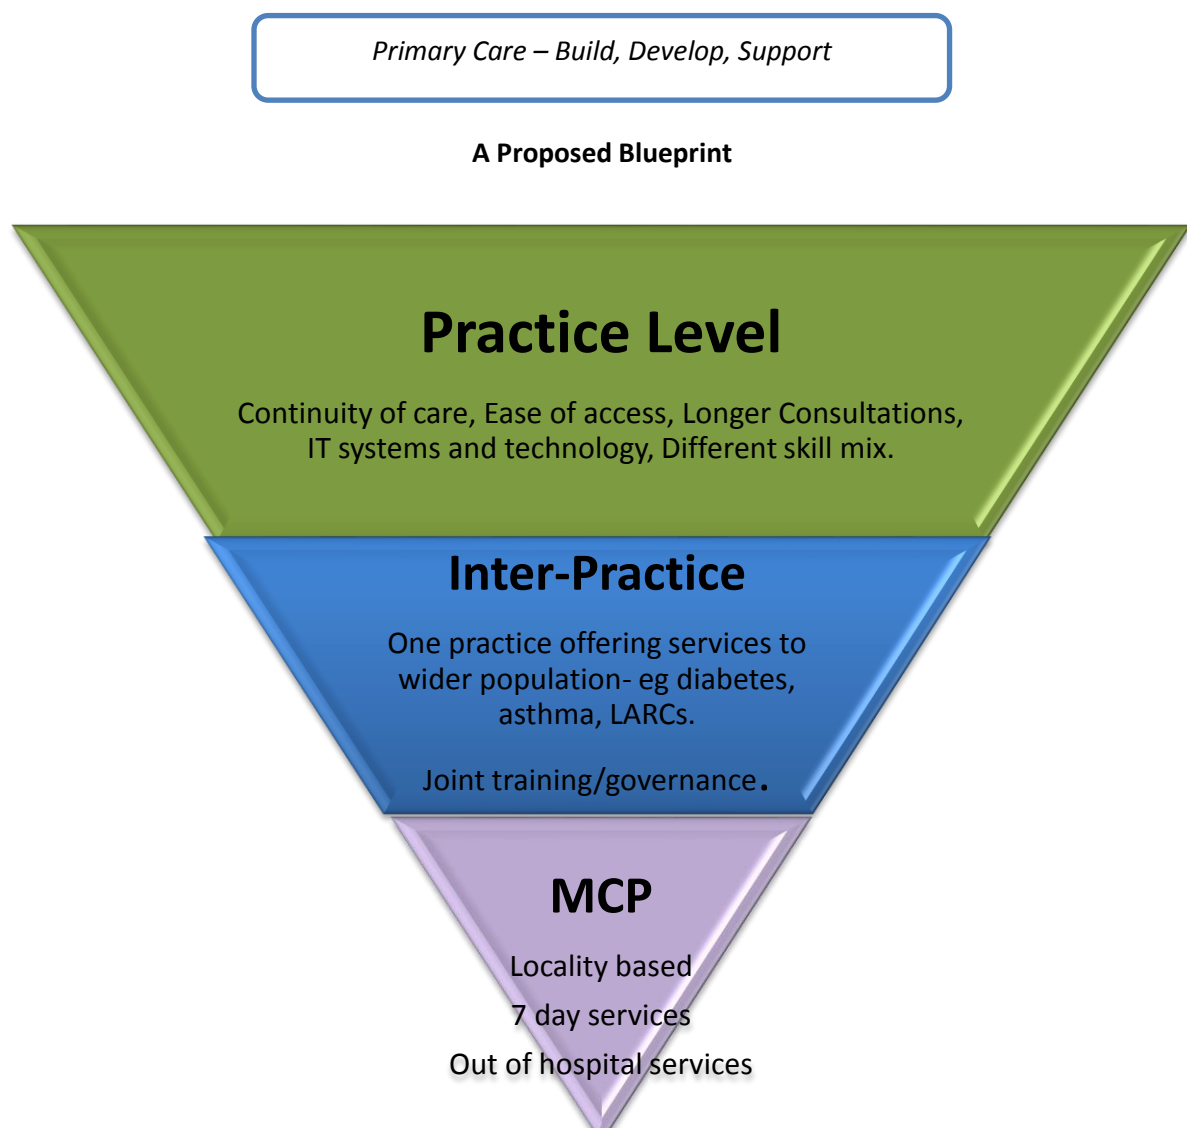 Primary Care – Build, Develop, Support
A Proposed Blueprint
Practice Level
Continuity of care, Ease of access, Longer Consultations,
IT systems and technology, Different skill mix.
Inter-Practice
One practice offering services to
wider population- eg diabetes,
asthma, LARCs.
Joint training/governance.
MCP
Locality based
7 day services
Out of hospital services